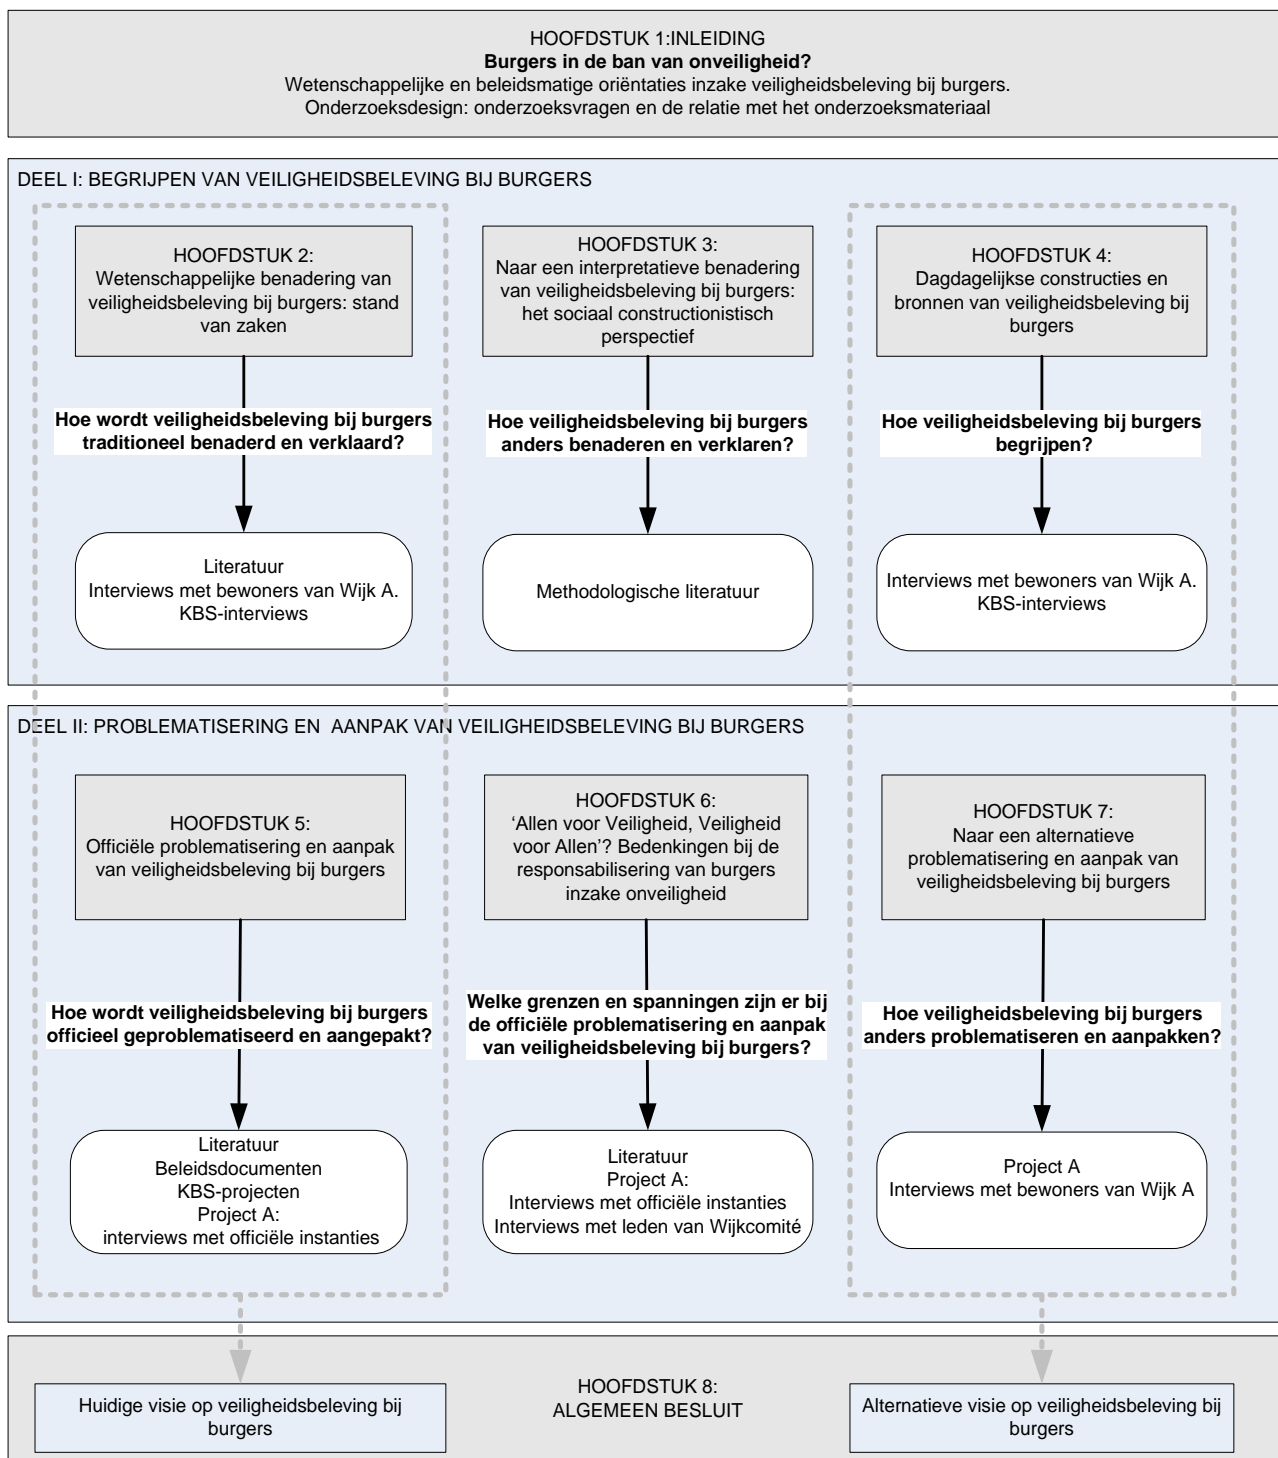 HOOFDSTUK 1:INLEIDING
Burgers in de ban van onveiligheid?
Wetenschappelijke en beleidsmatige oriëntaties inzake veiligheidsbeleving bij burgers.
Onderzoeksdesign: onderzoeksvragen en de relatie met het onderzoeksmateriaal
DEEL I: BEGRIJPEN VAN VEILIGHEIDSBELEVING BIJ BURGERS
HOOFDSTUK 2:
Wetenschappelijke benadering van
veiligheidsbeleving bij burgers: stand
van zaken
HOOFDSTUK 3:
Naar een interpretatieve benadering
van veiligheidsbeleving bij burgers:
het sociaal constructionistisch
perspectief
HOOFDSTUK 4:
Dagdagelijkse constructies en
bronnen van veiligheidsbeleving bij
burgers
Hoe wordt veiligheidsbeleving bij burgers
traditioneel benaderd en verklaard?
Hoe veiligheidsbeleving bij burgers
anders benaderen en verklaren?
Hoe veiligheidsbeleving bij burgers
begrijpen?
Literatuur
Interviews met bewoners van Wijk A.
KBS-interviews
Methodologische literatuur
Interviews met bewoners van Wijk A.
KBS-interviews
DEEL II: PROBLEMATISERING EN  AANPAK VAN VEILIGHEIDSBELEVING BIJ BURGERS
HOOFDSTUK 5:
Officiële problematisering en aanpak
van veiligheidsbeleving bij burgers
HOOFDSTUK 6:
‘Allen voor Veiligheid, Veiligheid
voor Allen’? Bedenkingen bij de
responsabilisering van burgers
inzake onveiligheid
HOOFDSTUK 7:
Naar een alternatieve
problematisering en aanpak van
veiligheidsbeleving bij burgers
Hoe wordt veiligheidsbeleving bij burgers
officieel geproblematiseerd en aangepakt?
Welke grenzen en spanningen zijn er bij
de officiële problematisering en aanpak
van veiligheidsbeleving bij burgers?
Hoe veiligheidsbeleving bij burgers
anders problematiseren en aanpakken?
Literatuur
Beleidsdocumenten
KBS-projecten
Project A:
interviews met officiële instanties
Literatuur
Project A:
Interviews met officiële instanties
Interviews met leden van Wijkcomité
Project A
Interviews met bewoners van Wijk A
HOOFDSTUK 8:
ALGEMEEN BESLUIT
Huidige visie op veiligheidsbeleving bij
burgers
Alternatieve visie op veiligheidsbeleving bij
burgers